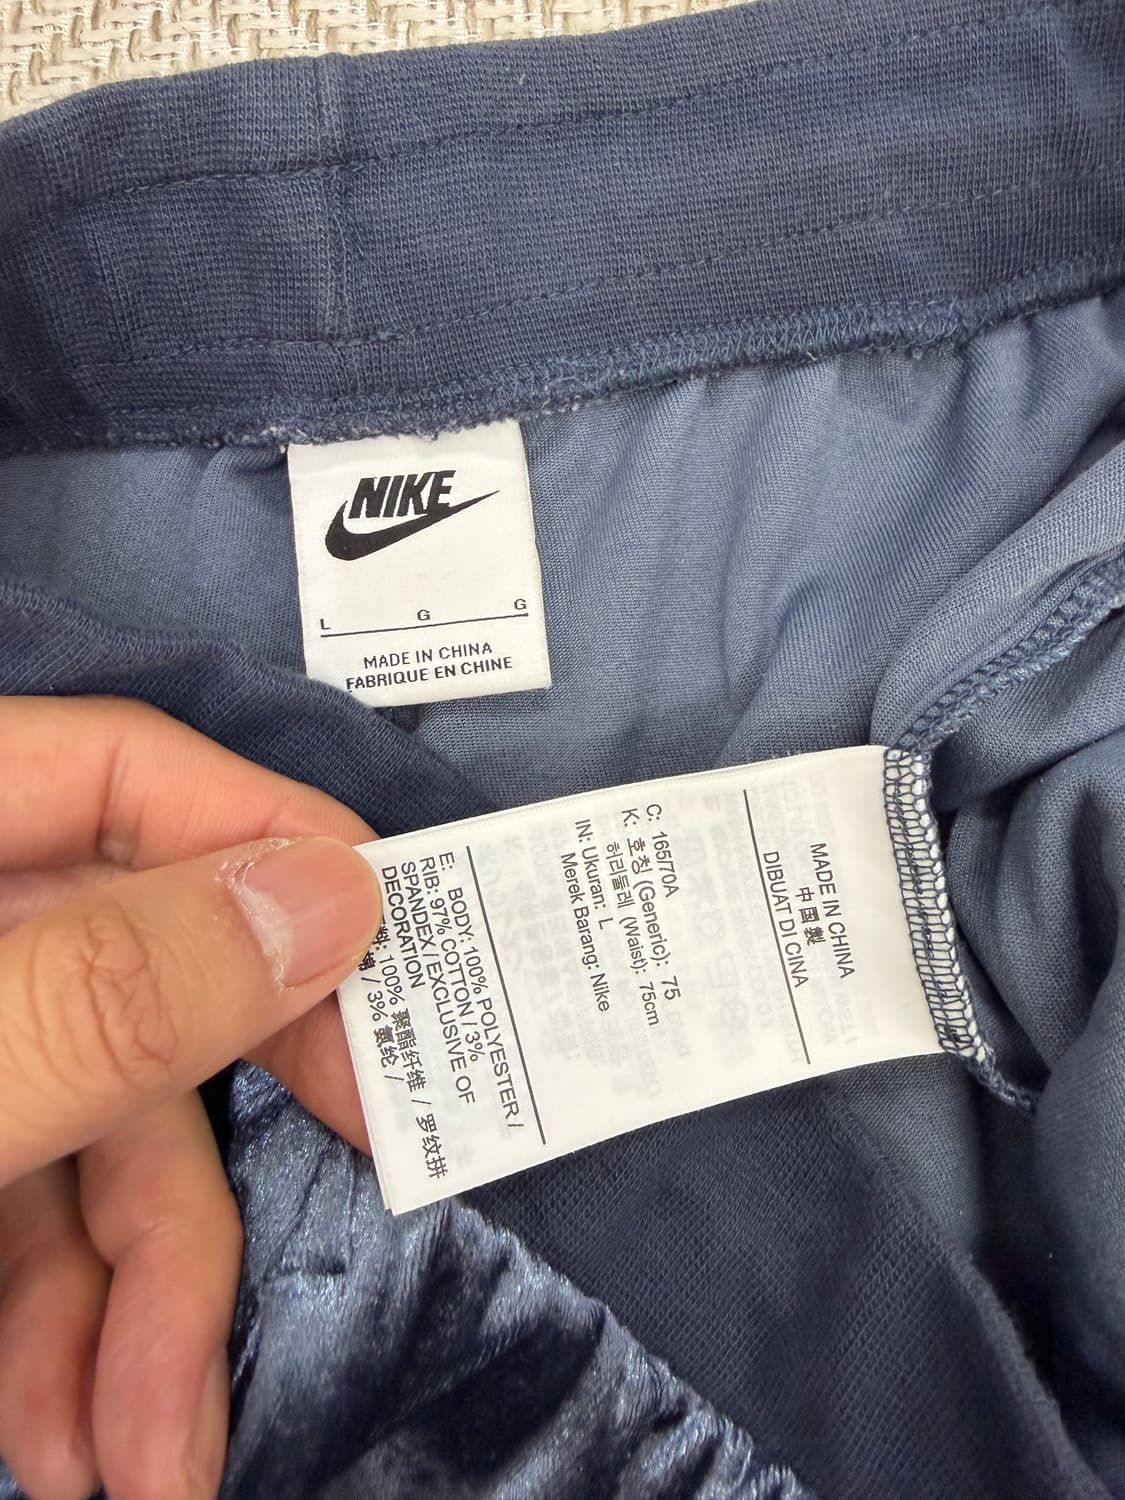 NIKE
L G G
MADE IN CHINA
FABRIQUE EN CHINE
MADE IN CHINA
中国製
DIBUAT DI CINA
C: 165/70A
K: 호칭 (Generic): 75
허리둘레 (Waist): 75cm
IN: Ukuran: L
Merek Barang: Nike
E: BODY: 100% POLYESTER /
RIB: 97% COTTON / 3%
SPANDEX / EXCLUSIVE OF
DECORATION
: 100% 聚酯纤维 / 罗纹拼
/ 3% 氨纶 /